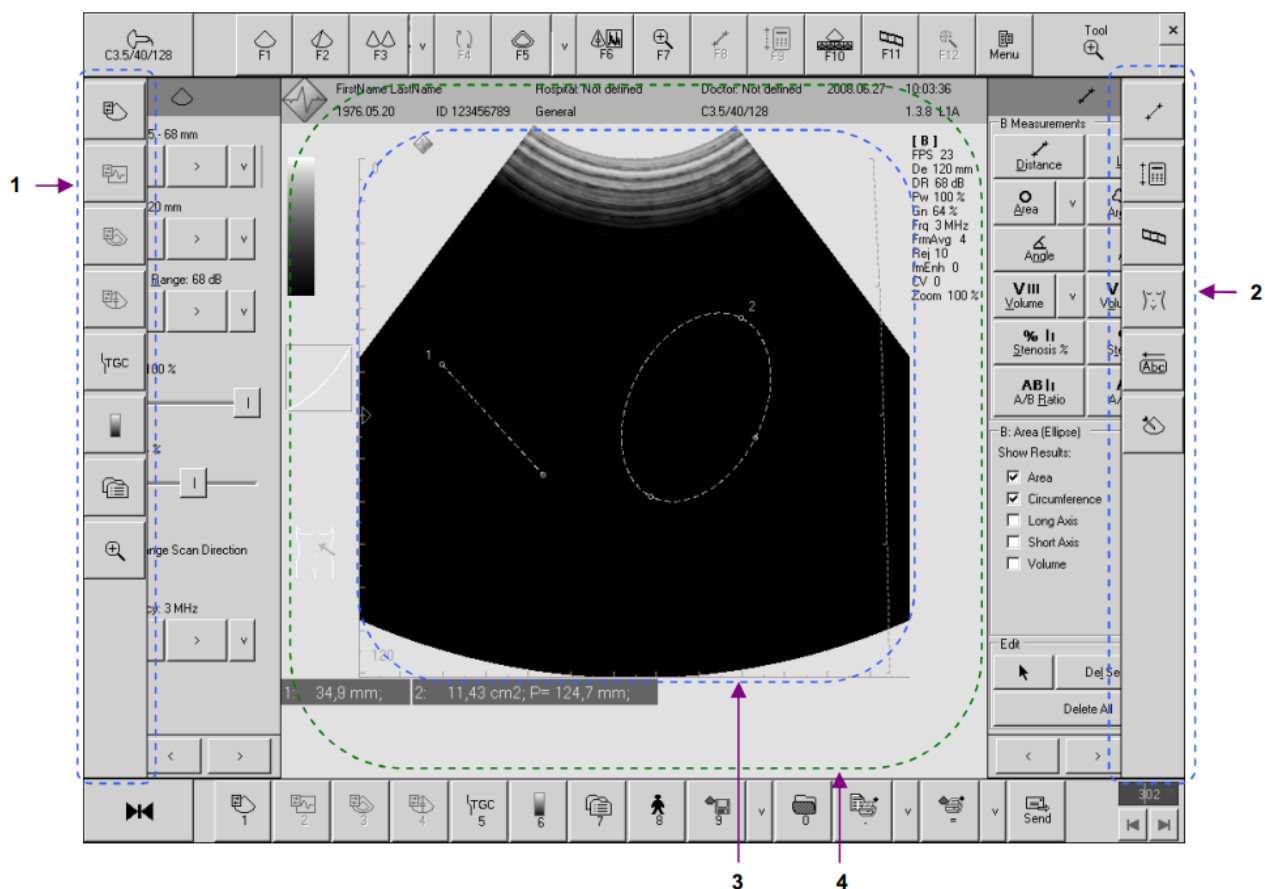 C3.5/40/128
F1
F2
F3
v
F4
F5
v
F6
F7
F8
F9
F10
F11
F12
Menu
Tool
×
FirstName LastName
Hospital: Not defined
Doctor: Not defined
2008.06.27
10:03:36
1976.05.20
ID 123456789
General
C3.5/40/128
1.3.8 L1A
5 - 68 mm
> v
20 mm
> v
Range: 68 dB
> v
TGC
100 %
%
nge Scan Direction
cy: 3 MHz
> v
< >
[ B ]
FPS 23
De 120 mm
DR 68 dB
Pw 100 %
Gn 64 %
Frq 3 MHz
FrmAvg 4
Rej 10
ImEnh 0
CV 0
Zoom 100 %
0
1
2
120
1: 34,9 mm;
2: 11,43 cm2; P= 124,7 mm;
B Measurements
Distance
Area
v
Angle
V
Volume
v
V
%
Stenosis %
AB
A/B Ratio
B: Area (Ellipse)
Show Results:
Area
Circumference
Long Axis
Short Axis
Volume
Edit
Del Se
Delete All
< >
Abc
1
2
3
4
1
2
3
4
TGC
5
6
7
8
9
v
0
.
v
=
v
Send
302